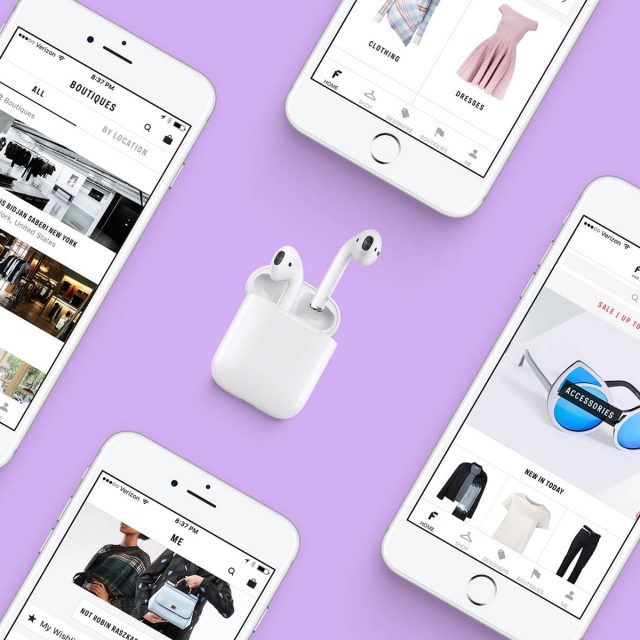 Verizon
8:37 PM
BOUTIQUES
ALL
BY LOCATION
2 Boutiques
IS BIDJAN SABERI NEW YORK
York, United States
CLOTHING
DRESSES
F
HOME
SHOP
DESIGNERS
BOUTIQUES
ME
Verizon
F
SALE | UP TO
ACCESSORIES
NEW IN TODAY
F
HOME
SHOP
DESIGNERS
BOUTIQUES
ME
Verizon
8:37 PM
ME
NOT ROBIN RASZKA
My Wishl